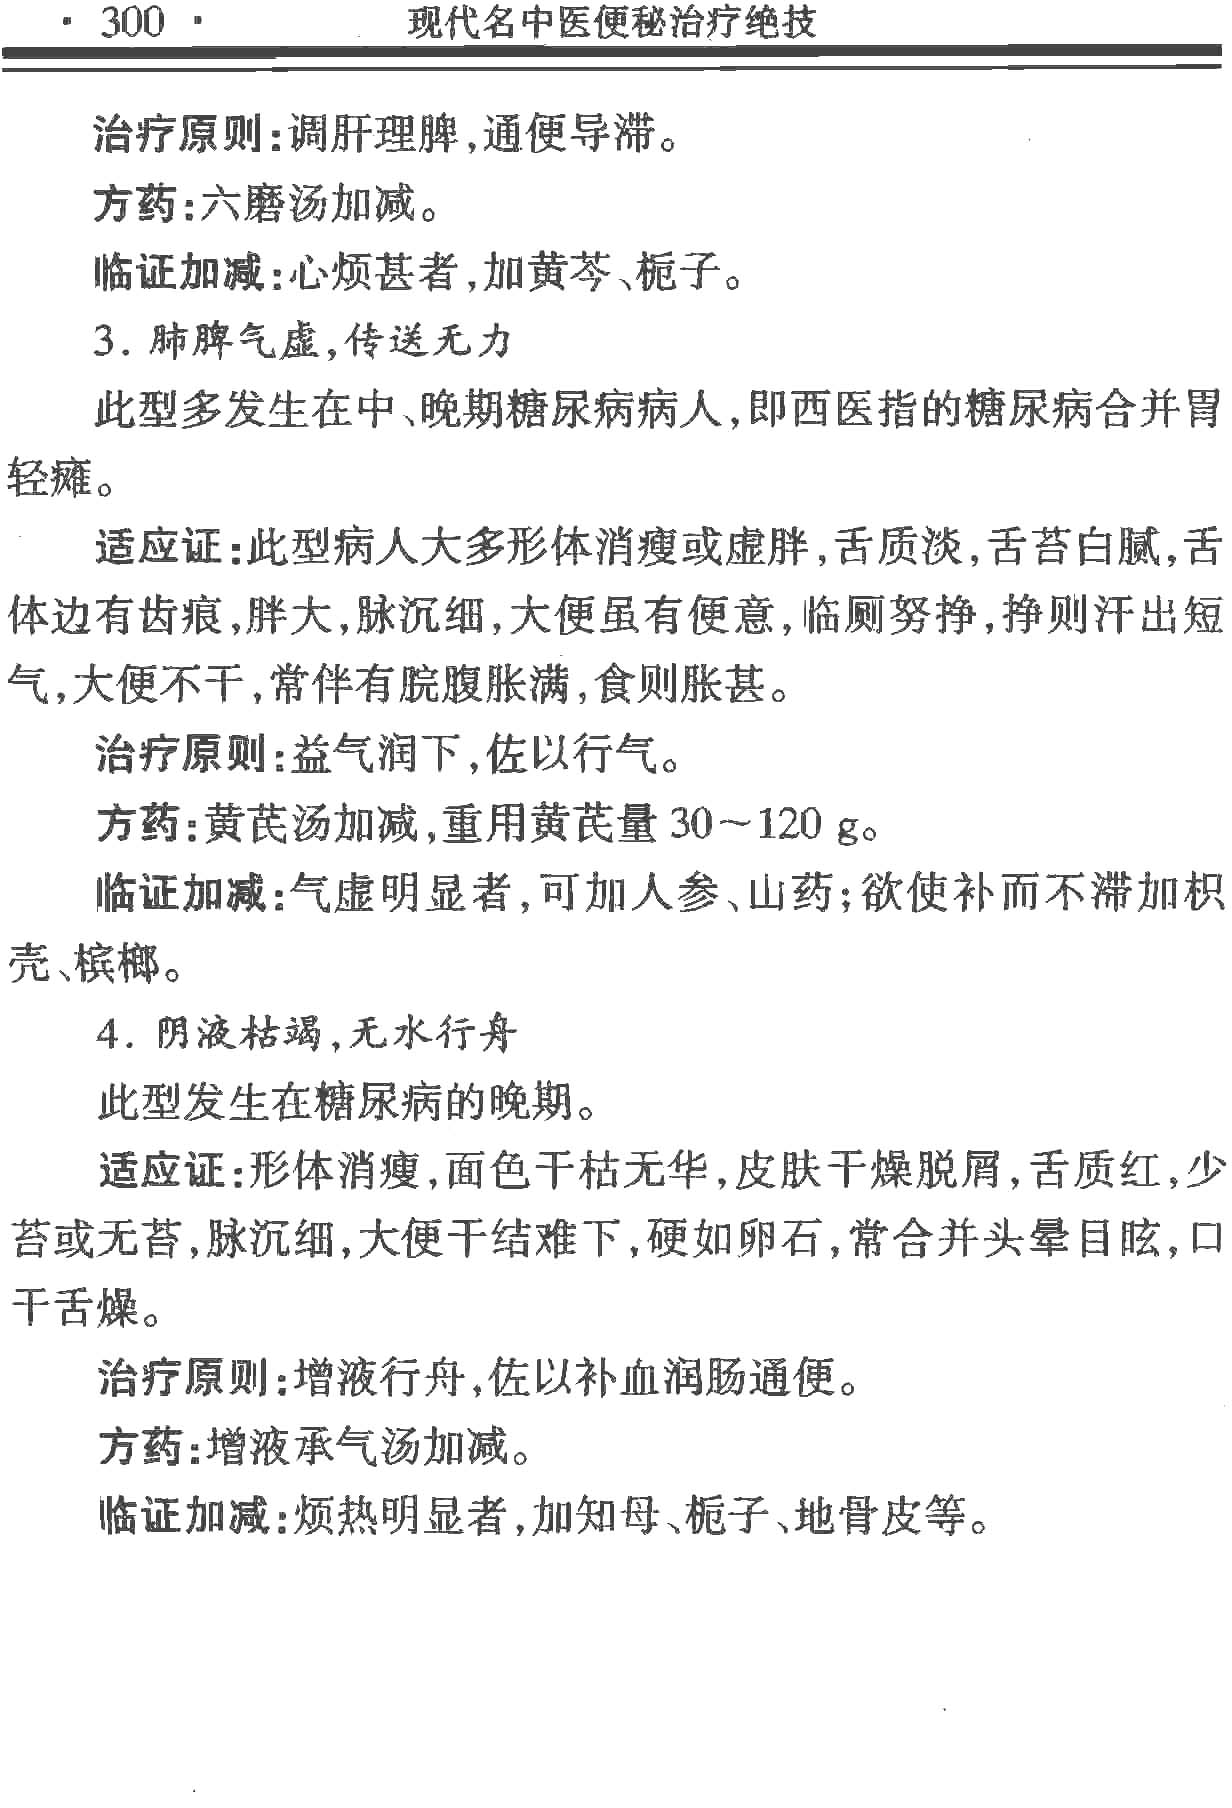 · 300 · 现代名中医便秘治疗绝技
治疗原则:调肝理脾,通便导滞。
方药:六磨汤加减。
临证加减:心烦甚者,加黄芩、栀子。
3. 肺脾气虚,传送无力
此型多发生在中、晚期糖尿病病人,即西医指的糖尿病合并胃
轻瘫。
适应证:此型病人大多形体消瘦或虚胖,舌质淡,舌苔白腻,舌
体边有齿痕,胖大,脉沉细,大便虽有便意,临厕努挣,挣则汗出短
气,大便不干,常伴有脘腹胀满,食则胀甚。
治疗原则:益气润下,佐以行气。
方药:黄芪汤加减,重用黄芪量 30～120 g。
临证加减:气虚明显者,可加人参、山药;欲使补而不滞加枳
壳、槟榔。
4. 阴液枯竭,无水行舟
此型发生在糖尿病的晚期。
适应证:形体消瘦,面色干枯无华,皮肤干燥脱屑,舌质红,少
苔或无苔,脉沉细,大便干结难下,硬如卵石,常合并头晕目眩,口
干舌燥。
治疗原则:增液行舟,佐以补血润肠通便。
方药:增液承气汤加减。
临证加减:烦热明显者,加知母、栀子、地骨皮等。